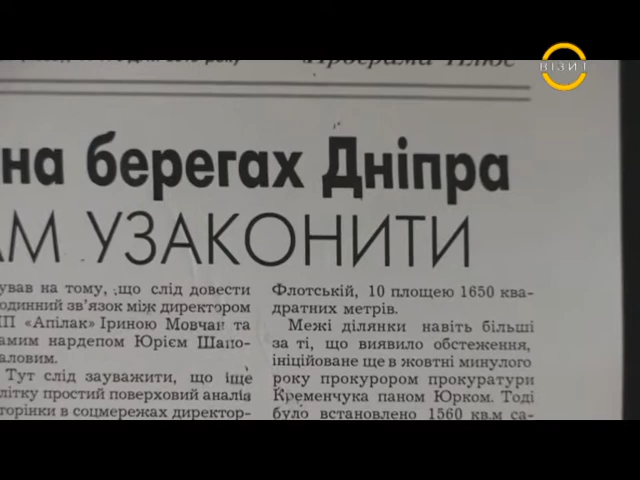 Програма Плюс
ВІЗИТ
на берегах Дніпра
АМ УЗАКОНИТИ
ував на тому, що слід довести
одинний зв'язок між директором
ПП «Апілак» Іриною Мовчан та
амим нардепом Юрієм Шапо-
аловим.
Тут слід зауважити, що іще
літку простий поверховий аналіз
торінки в соцмережах директор-
Флотській, 10 площею 1650 ква-
дратних метрів.
Межі ділянки навіть більші
за ті, що виявило обстеження,
ініційоване ще в жовтні минулого
року прокурором прокуратури
Кременчука паном Юрком. Тоді
було встановлено 1560 кв.м са-